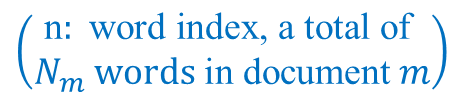 (n: word index, a total of
N_m words in document m)